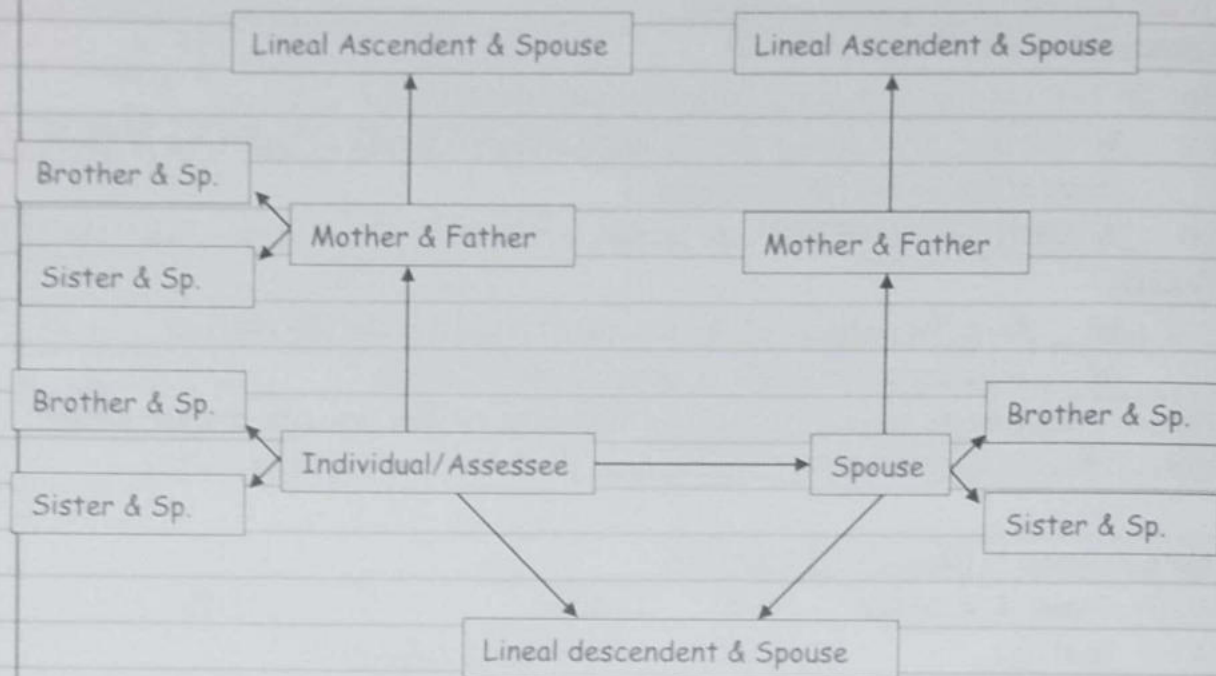 Lineal Ascendent & Spouse
Lineal Ascendent & Spouse
Brother & Sp.
Mother & Father
Mother & Father
Sister & Sp.
Brother & Sp.
Brother & Sp.
Individual/Assessee
Spouse
Sister & Sp.
Sister & Sp.
Lineal descendent & Spouse